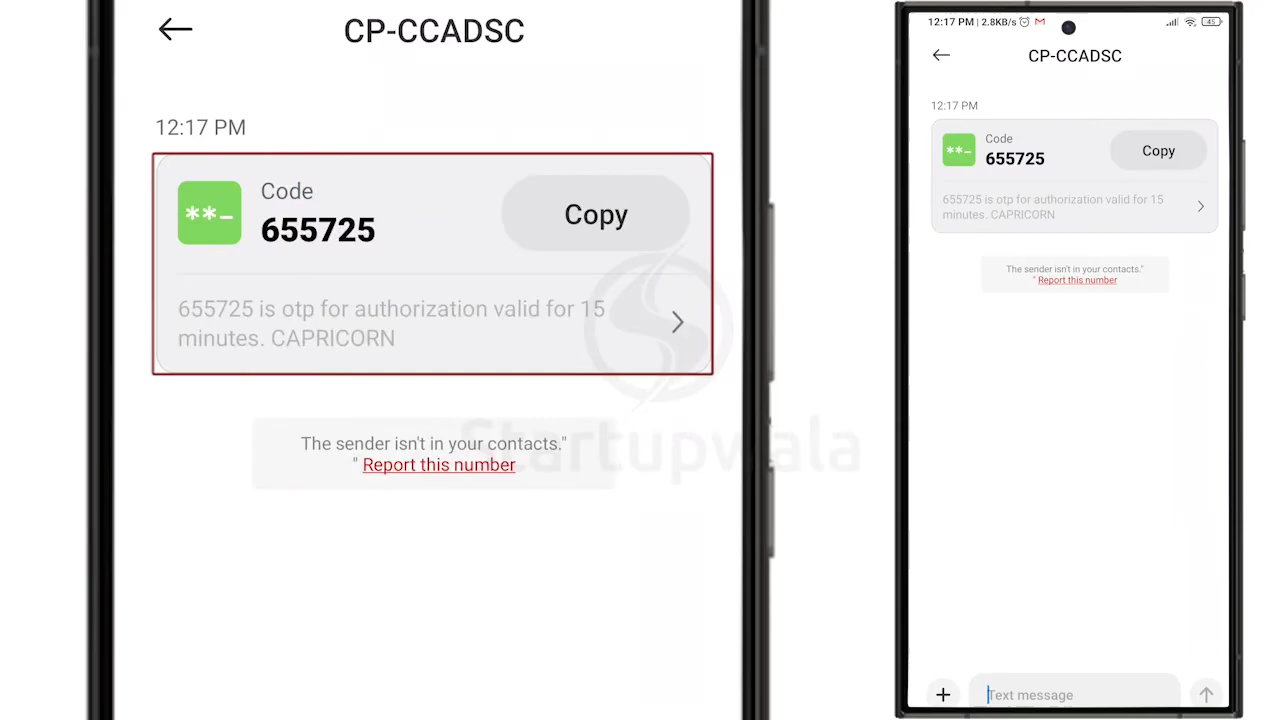 CP-CCADSC
12:17 PM
**_
Code
655725
Copy
655725 is otp for authorization valid for 15
minutes. CAPRICORN
The sender isn't in your contacts."
" Report this number
Startupwala
12:17 PM | 2.8KB/s
45
CP-CCADSC
12:17 PM
**_
Code
655725
Copy
655725 is otp for authorization valid for 15
minutes. CAPRICORN
The sender isn't in your contacts."
" Report this number
Text message